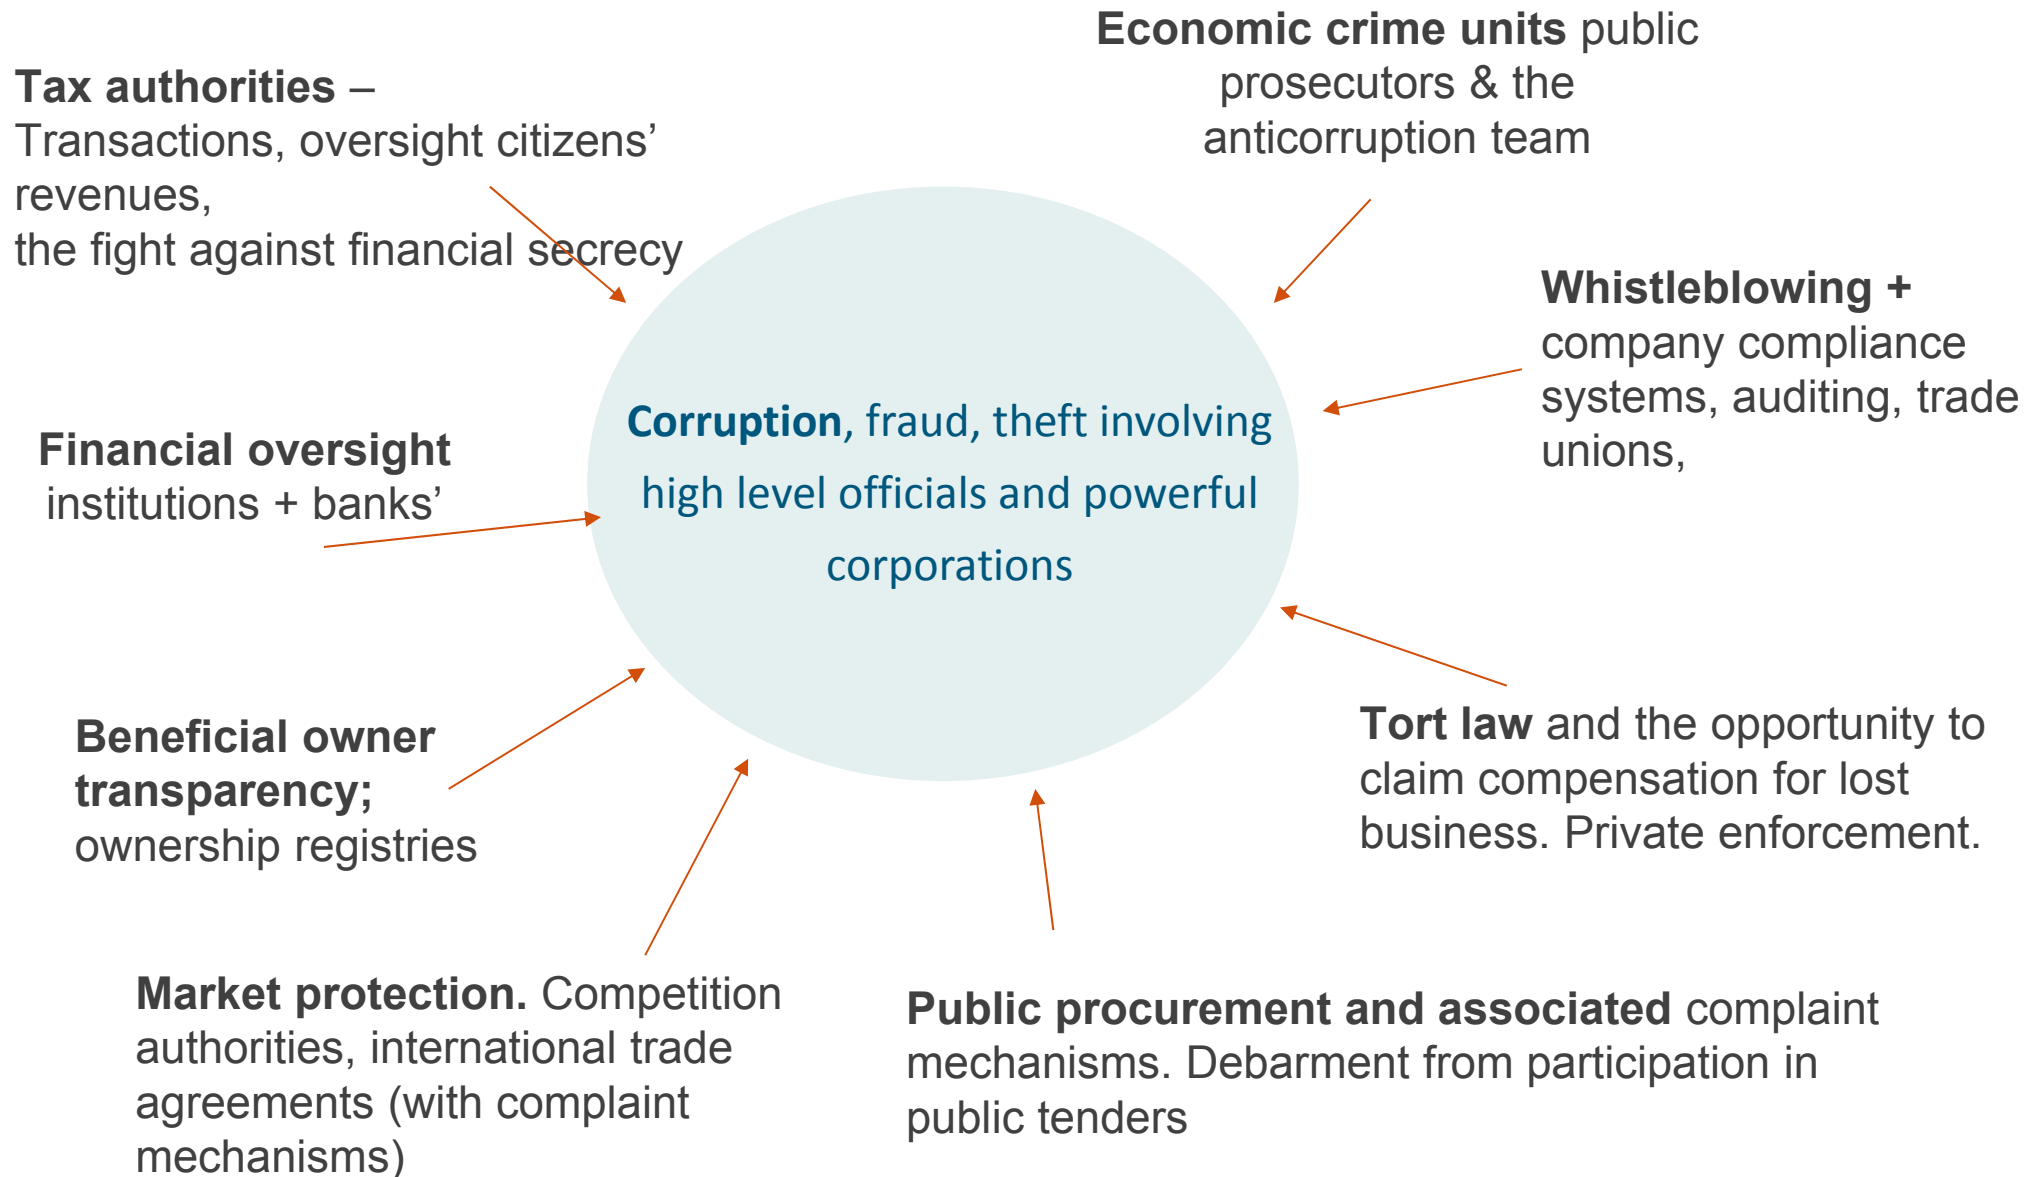 Economic crime units public
prosecutors & the
anticorruption team
Tax authorities –
Transactions, oversight citizens’
revenues,
the fight against financial secrecy
Whistleblowing +
company compliance
systems, auditing, trade
unions,
Corruption, fraud, theft involving
high level officials and powerful
corporations
Financial oversight
institutions + banks’
Beneficial owner
transparency;
ownership registries
Tort law and the opportunity to
claim compensation for lost
business. Private enforcement.
Market protection. Competition
authorities, international trade
agreements (with complaint
mechanisms)
Public procurement and associated complaint
mechanisms. Debarment from participation in
public tenders